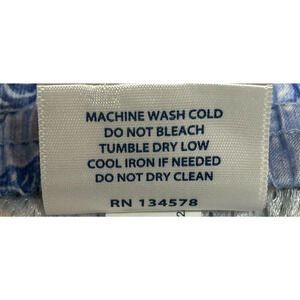 MACHINE WASH COLD
DO NOT BLEACH
TUMBLE DRY LOW
COOL IRON IF NEEDED
DO NOT DRY CLEAN
RN 134578
2